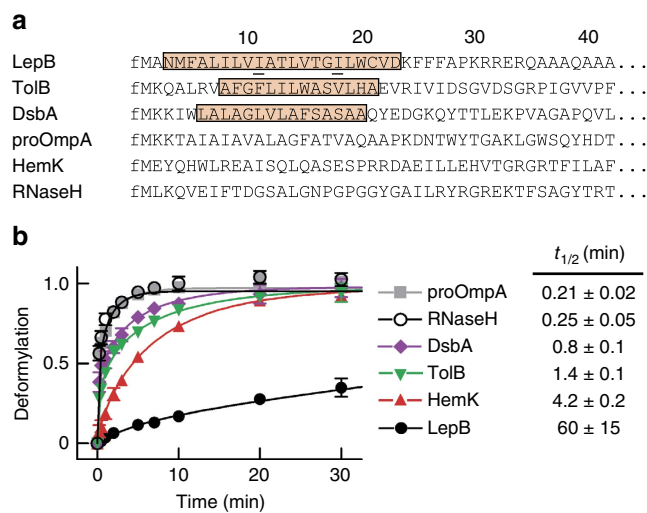 a
10 20 30 40
LepB fMANMFALILVIATLVTGILWCVDKFFFAPKRRERQAAAQAAA...
TolB fMKQALRVAFGFLILWASVLHAEVRIVIDSGVDSGRPIGVVPF...
DsbA fMKKIWLALAGLVLAFSASAAQYEDGKQYTTLEKPVAGAPQVL...
proOmpA fMKKTAIAIAVALAGFATVAQAAPKDNTWYTGAKLGWSQYHDT...
HemK fMEYQHWLREAISQLQASESPRRDAEILLEHVTGRGRTFILAF...
RNaseH fMLKQVEIFTDGSALGNPGPGGYGAILRYRGREKTFSAGYTRT...
b
t1/2 (min)
proOmpA 0.21 ± 0.02
RNaseH 0.25 ± 0.05
DsbA 0.8 ± 0.1
TolB 1.4 ± 0.1
HemK 4.2 ± 0.2
LepB 60 ± 15
Deformylation
1.0
0.5
0
0 10 20 30
Time (min)